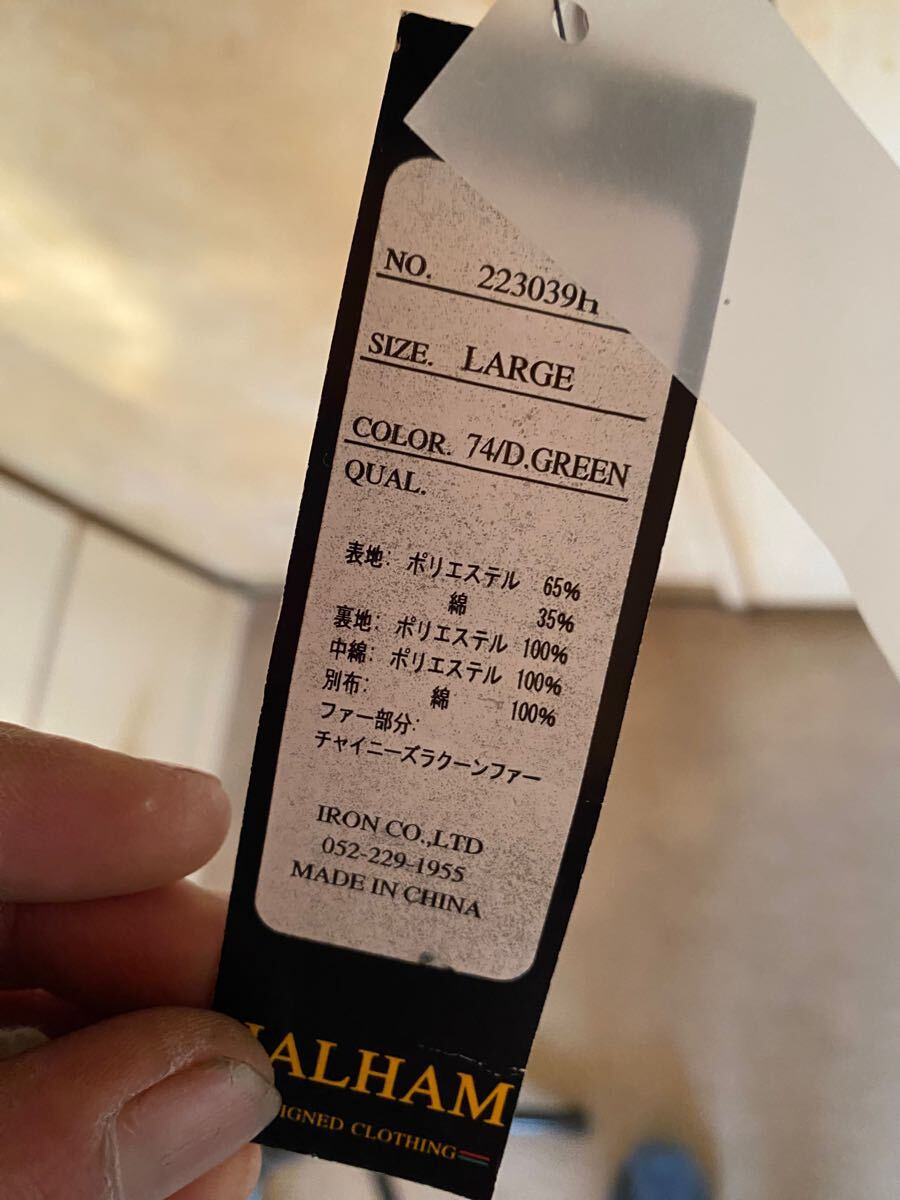 NO. 223039H
SIZE. LARGE
COLOR. 74/D.GREEN
QUAL.
表地: ポリエステル 65%
綿 35%
裏地: ポリエステル 100%
中綿: ポリエステル 100%
別布: 綿 100%
ファー部分:
チャイニーズラクーンファー
IRON CO.,LTD
052-229-1955
MADE IN CHINA
ALHAM
IGNED CLOTHING